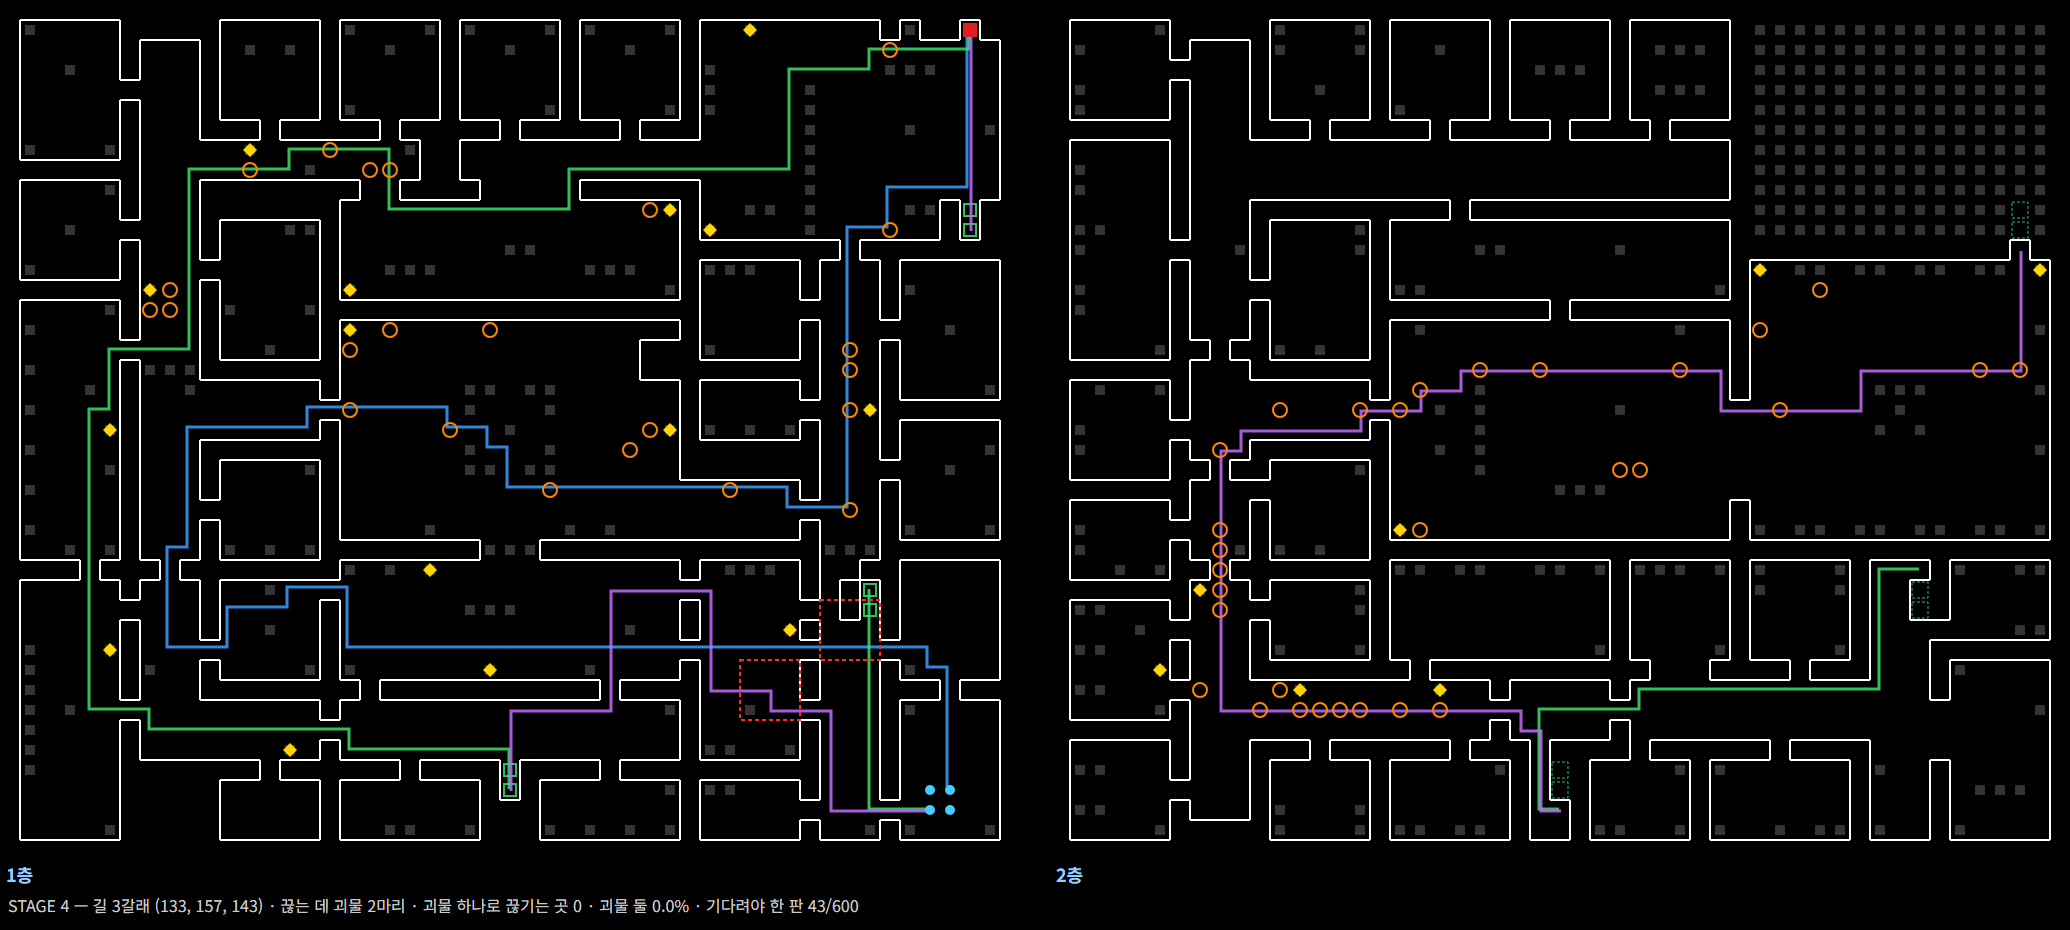 1층
2층
STAGE 4 — 길 3갈래 (133, 157, 143) · 끊는 데 괴물 2마리 · 괴물 하나로 끊기는 곳 0 · 괴물 둘 0.0% · 기다려야 한 판 43/600